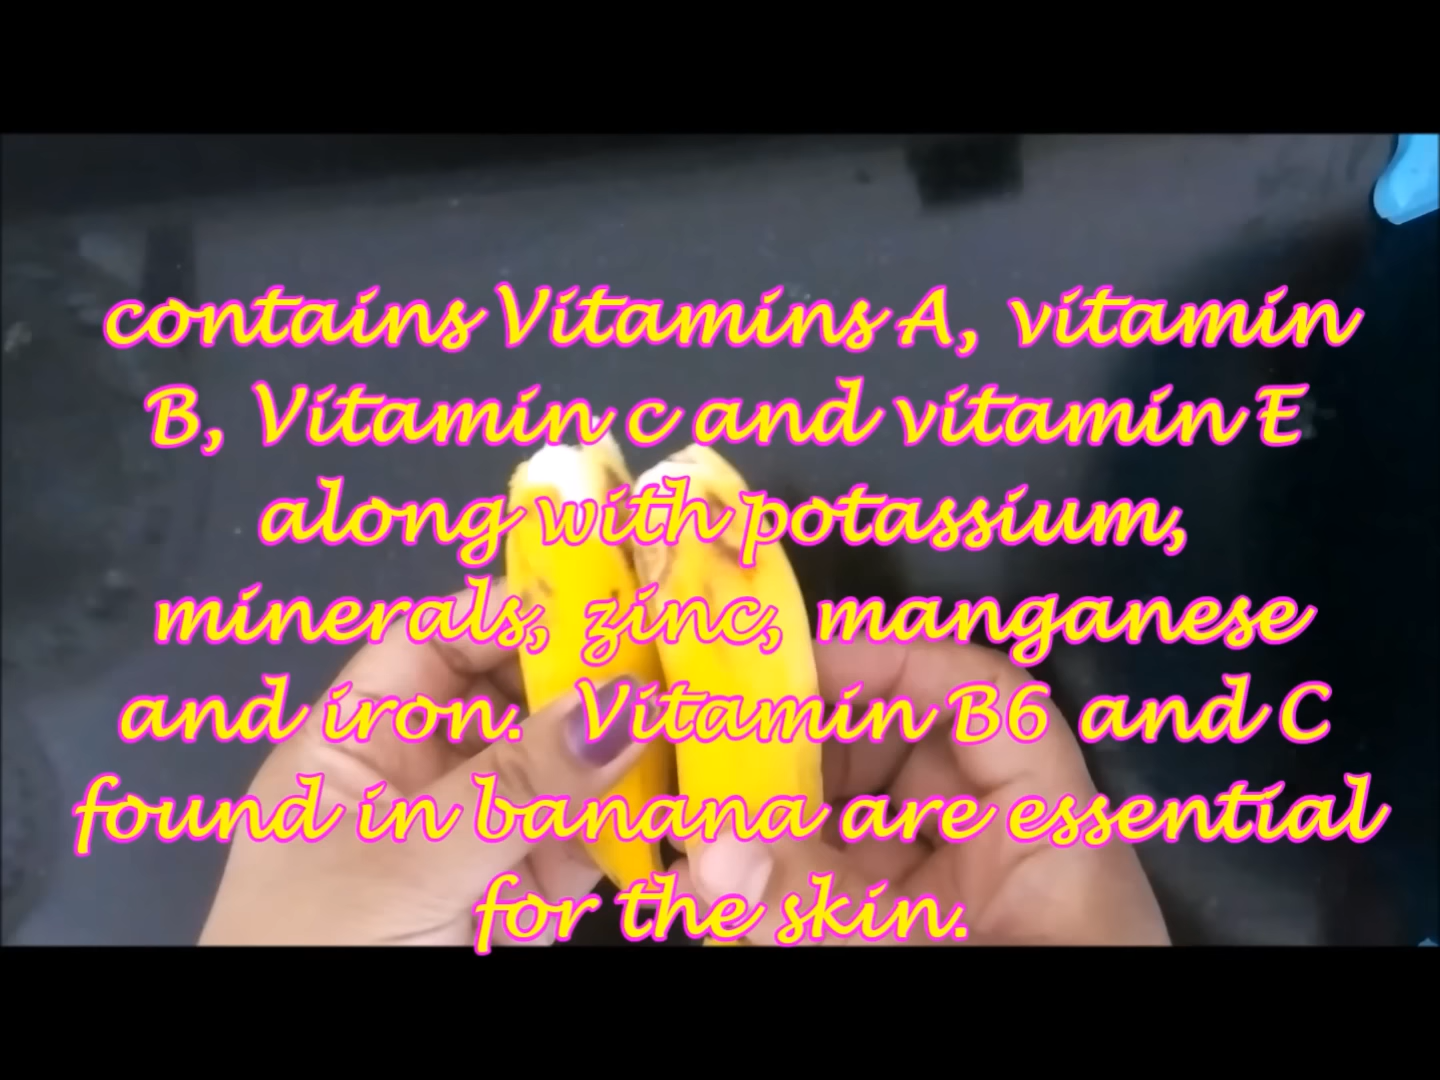 contains Vitamins A, vitamin
B, Vitamin c and vitamin E
along with potassium,
minerals, zinc, manganese
and iron. Vitamin B6 and C
found in banana are essential
for the skin.